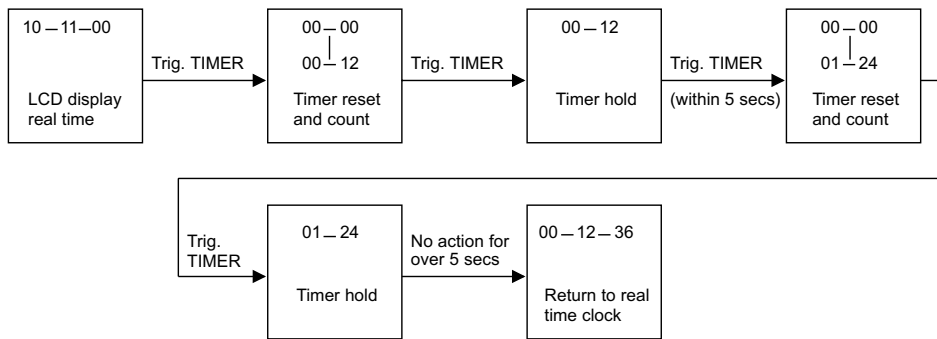 10–11–00
LCD display
real time
Trig. TIMER
00–00
00–12
Timer reset
and count
Trig. TIMER
00–12
Timer hold
Trig. TIMER
(within 5 secs)
00–00
01–24
Timer reset
and count
Trig.
TIMER
01–24
Timer hold
No action for
over 5 secs
00–12–36
Return to real
time clock